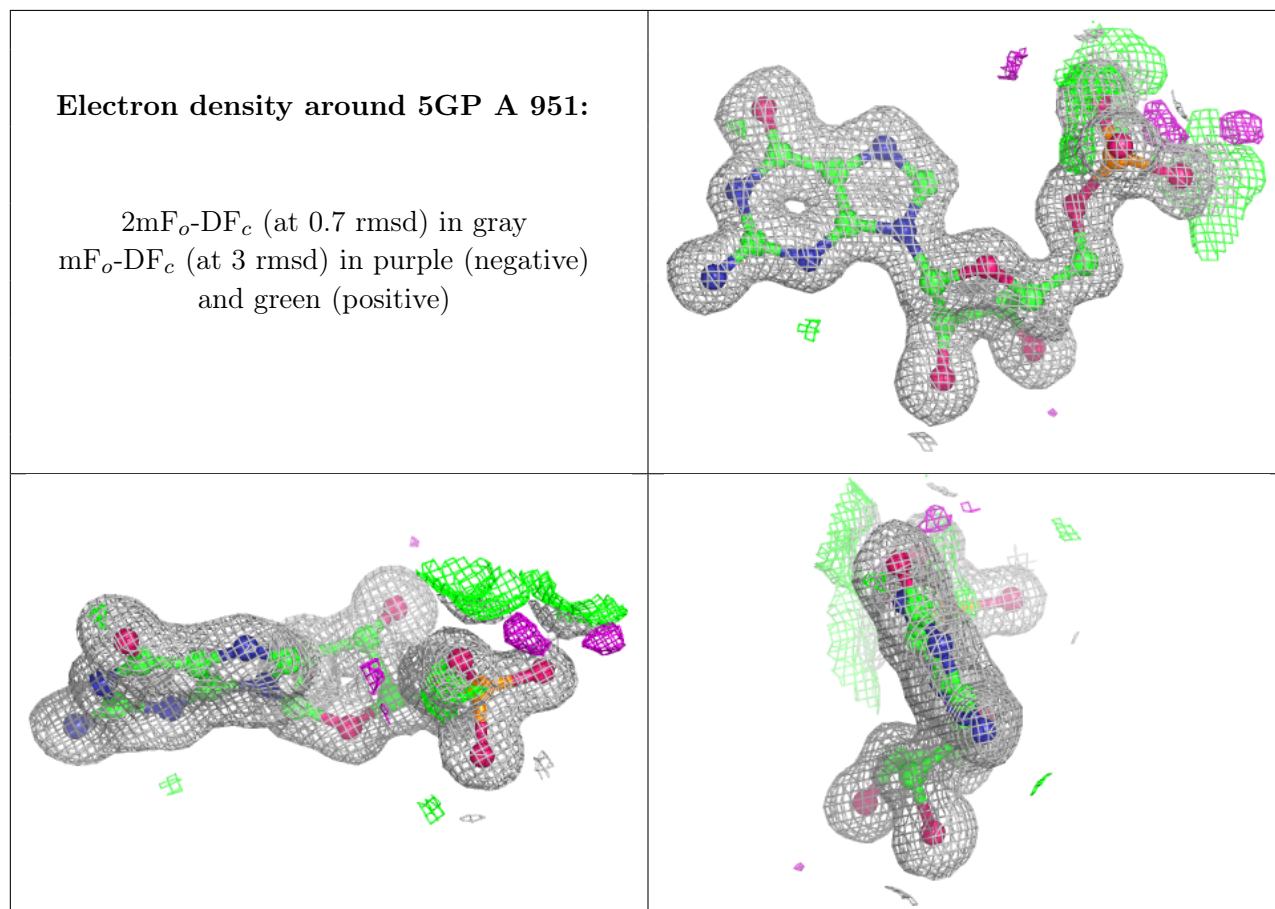 Electron density around 5GP A 951:
2mFo-DFc (at 0.7 rmsd) in gray
mFo-DFc (at 3 rmsd) in purple (negative)
and green (positive)